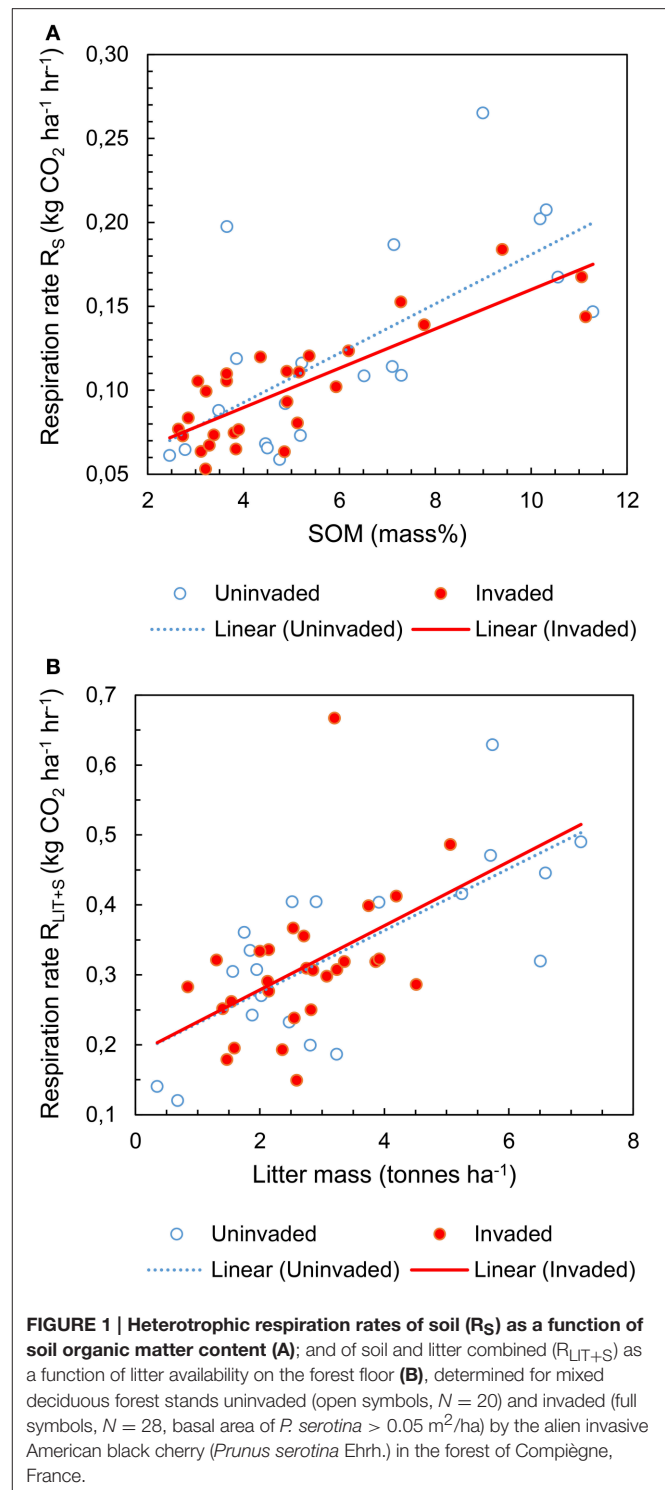 A
0,30
0,25
0,20
0,15
0,10
0,05
Respiration rate R_S (kg CO₂ ha⁻¹ hr⁻¹)
2 4 6 8 10 12
SOM (mass%)
Uninvaded Invaded
Linear (Uninvaded) Linear (Invaded)
B
0,7
0,6
0,5
0,4
0,3
0,2
0,1
Respiration rate R_LIT+S (kg CO₂ ha⁻¹ hr⁻¹)
0 2 4 6 8
Litter mass (tonnes ha⁻¹)
Uninvaded Invaded
Linear (Uninvaded) Linear (Invaded)
FIGURE 1 | Heterotrophic respiration rates of soil (R_S) as a function of
soil organic matter content (A); and of soil and litter combined (R_LIT+S) as
a function of litter availability on the forest floor (B), determined for mixed
deciduous forest stands uninvaded (open symbols, N = 20) and invaded (full
symbols, N = 28, basal area of P. serotina > 0.05 m²/ha) by the alien invasive
American black cherry (Prunus serotina Ehrh.) in the forest of Compiègne,
France.